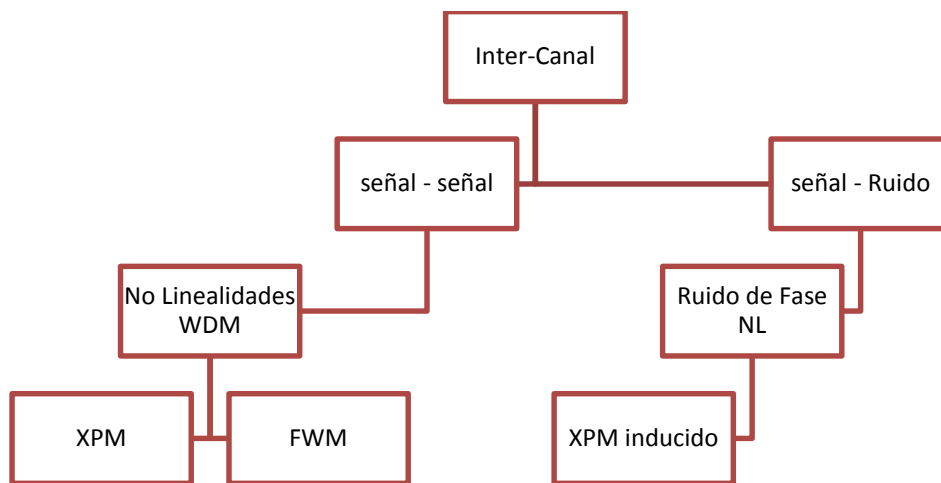 Inter-Canal
señal - señal
señal - Ruido
No Linealidades
WDM
Ruido de Fase
NL
XPM
FWM
XPM inducido